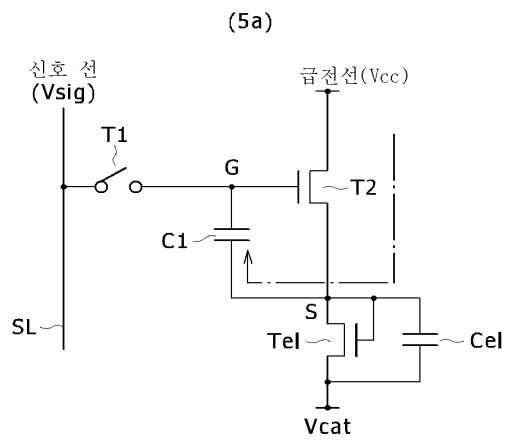 (5a)
신호 선
(Vsig)
급전선(Vcc)
T1
G
T2
C1
S
SL
Tel
Cel
Vcat